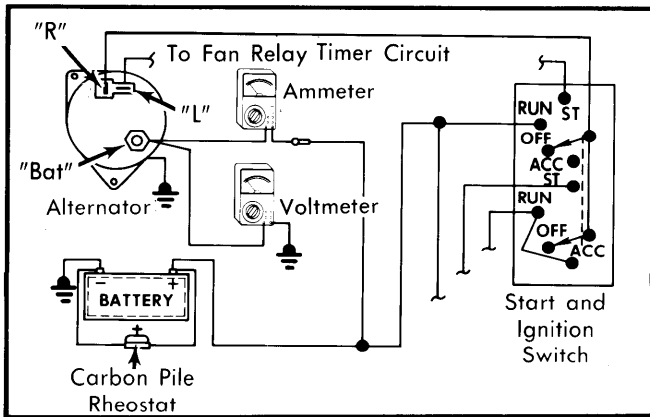 "R"
To Fan Relay Timer Circuit
Ammeter
"L"
"Bat"
Alternator
Voltmeter
RUN
ST
OFF
ACC
ST
RUN
OFF
ACC
Start and
Ignition
Switch
- +
BATTERY
+
Carbon Pile
Rheostat